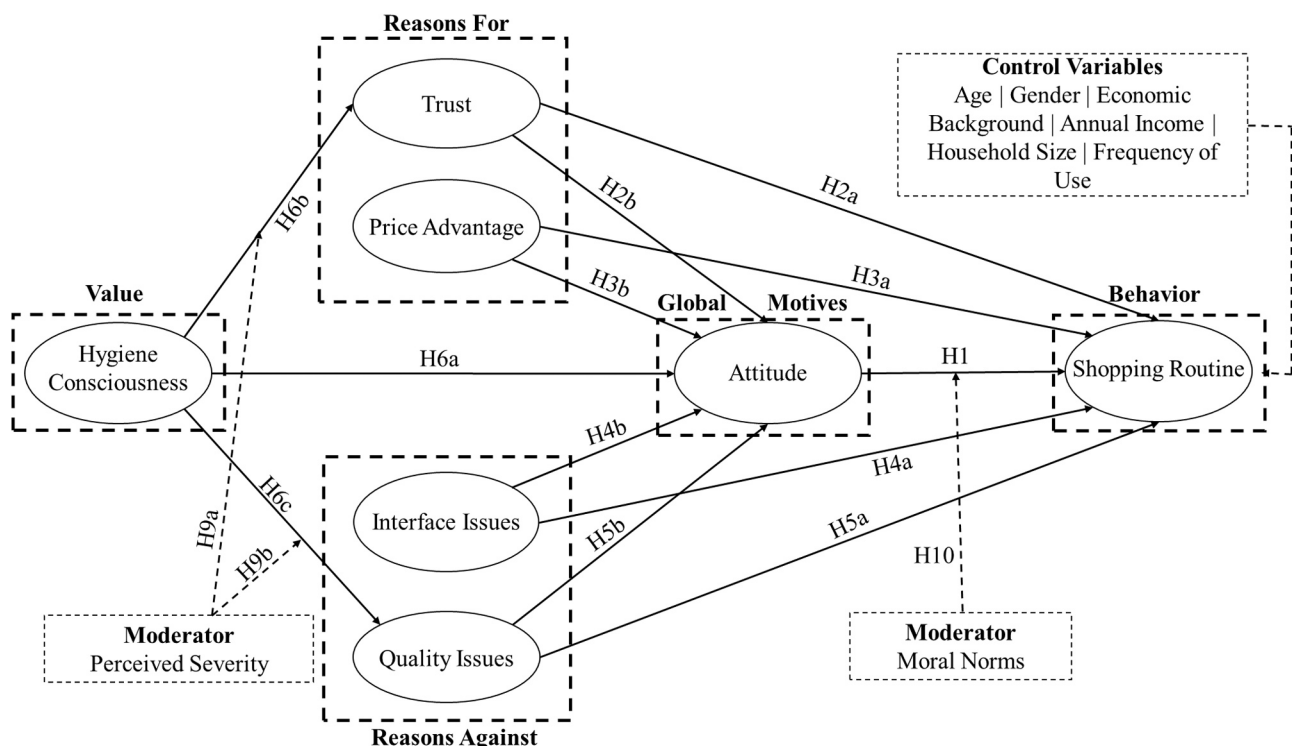 Reasons For
Trust
Price Advantage
Control Variables
Age | Gender | Economic
Background | Annual Income |
Household Size | Frequency of
Use
H6b
H2b
H2a
H3a
H3b
Value
Hygiene
Consciousness
H6a
Global Motives
Attitude
H1
Behavior
Shopping Routine
H4b
H4a
H6c
H9a
H9b
Interface Issues
H5b
H5a
H10
Moderator
Perceived Severity
Quality Issues
Moderator
Moral Norms
Reasons Against